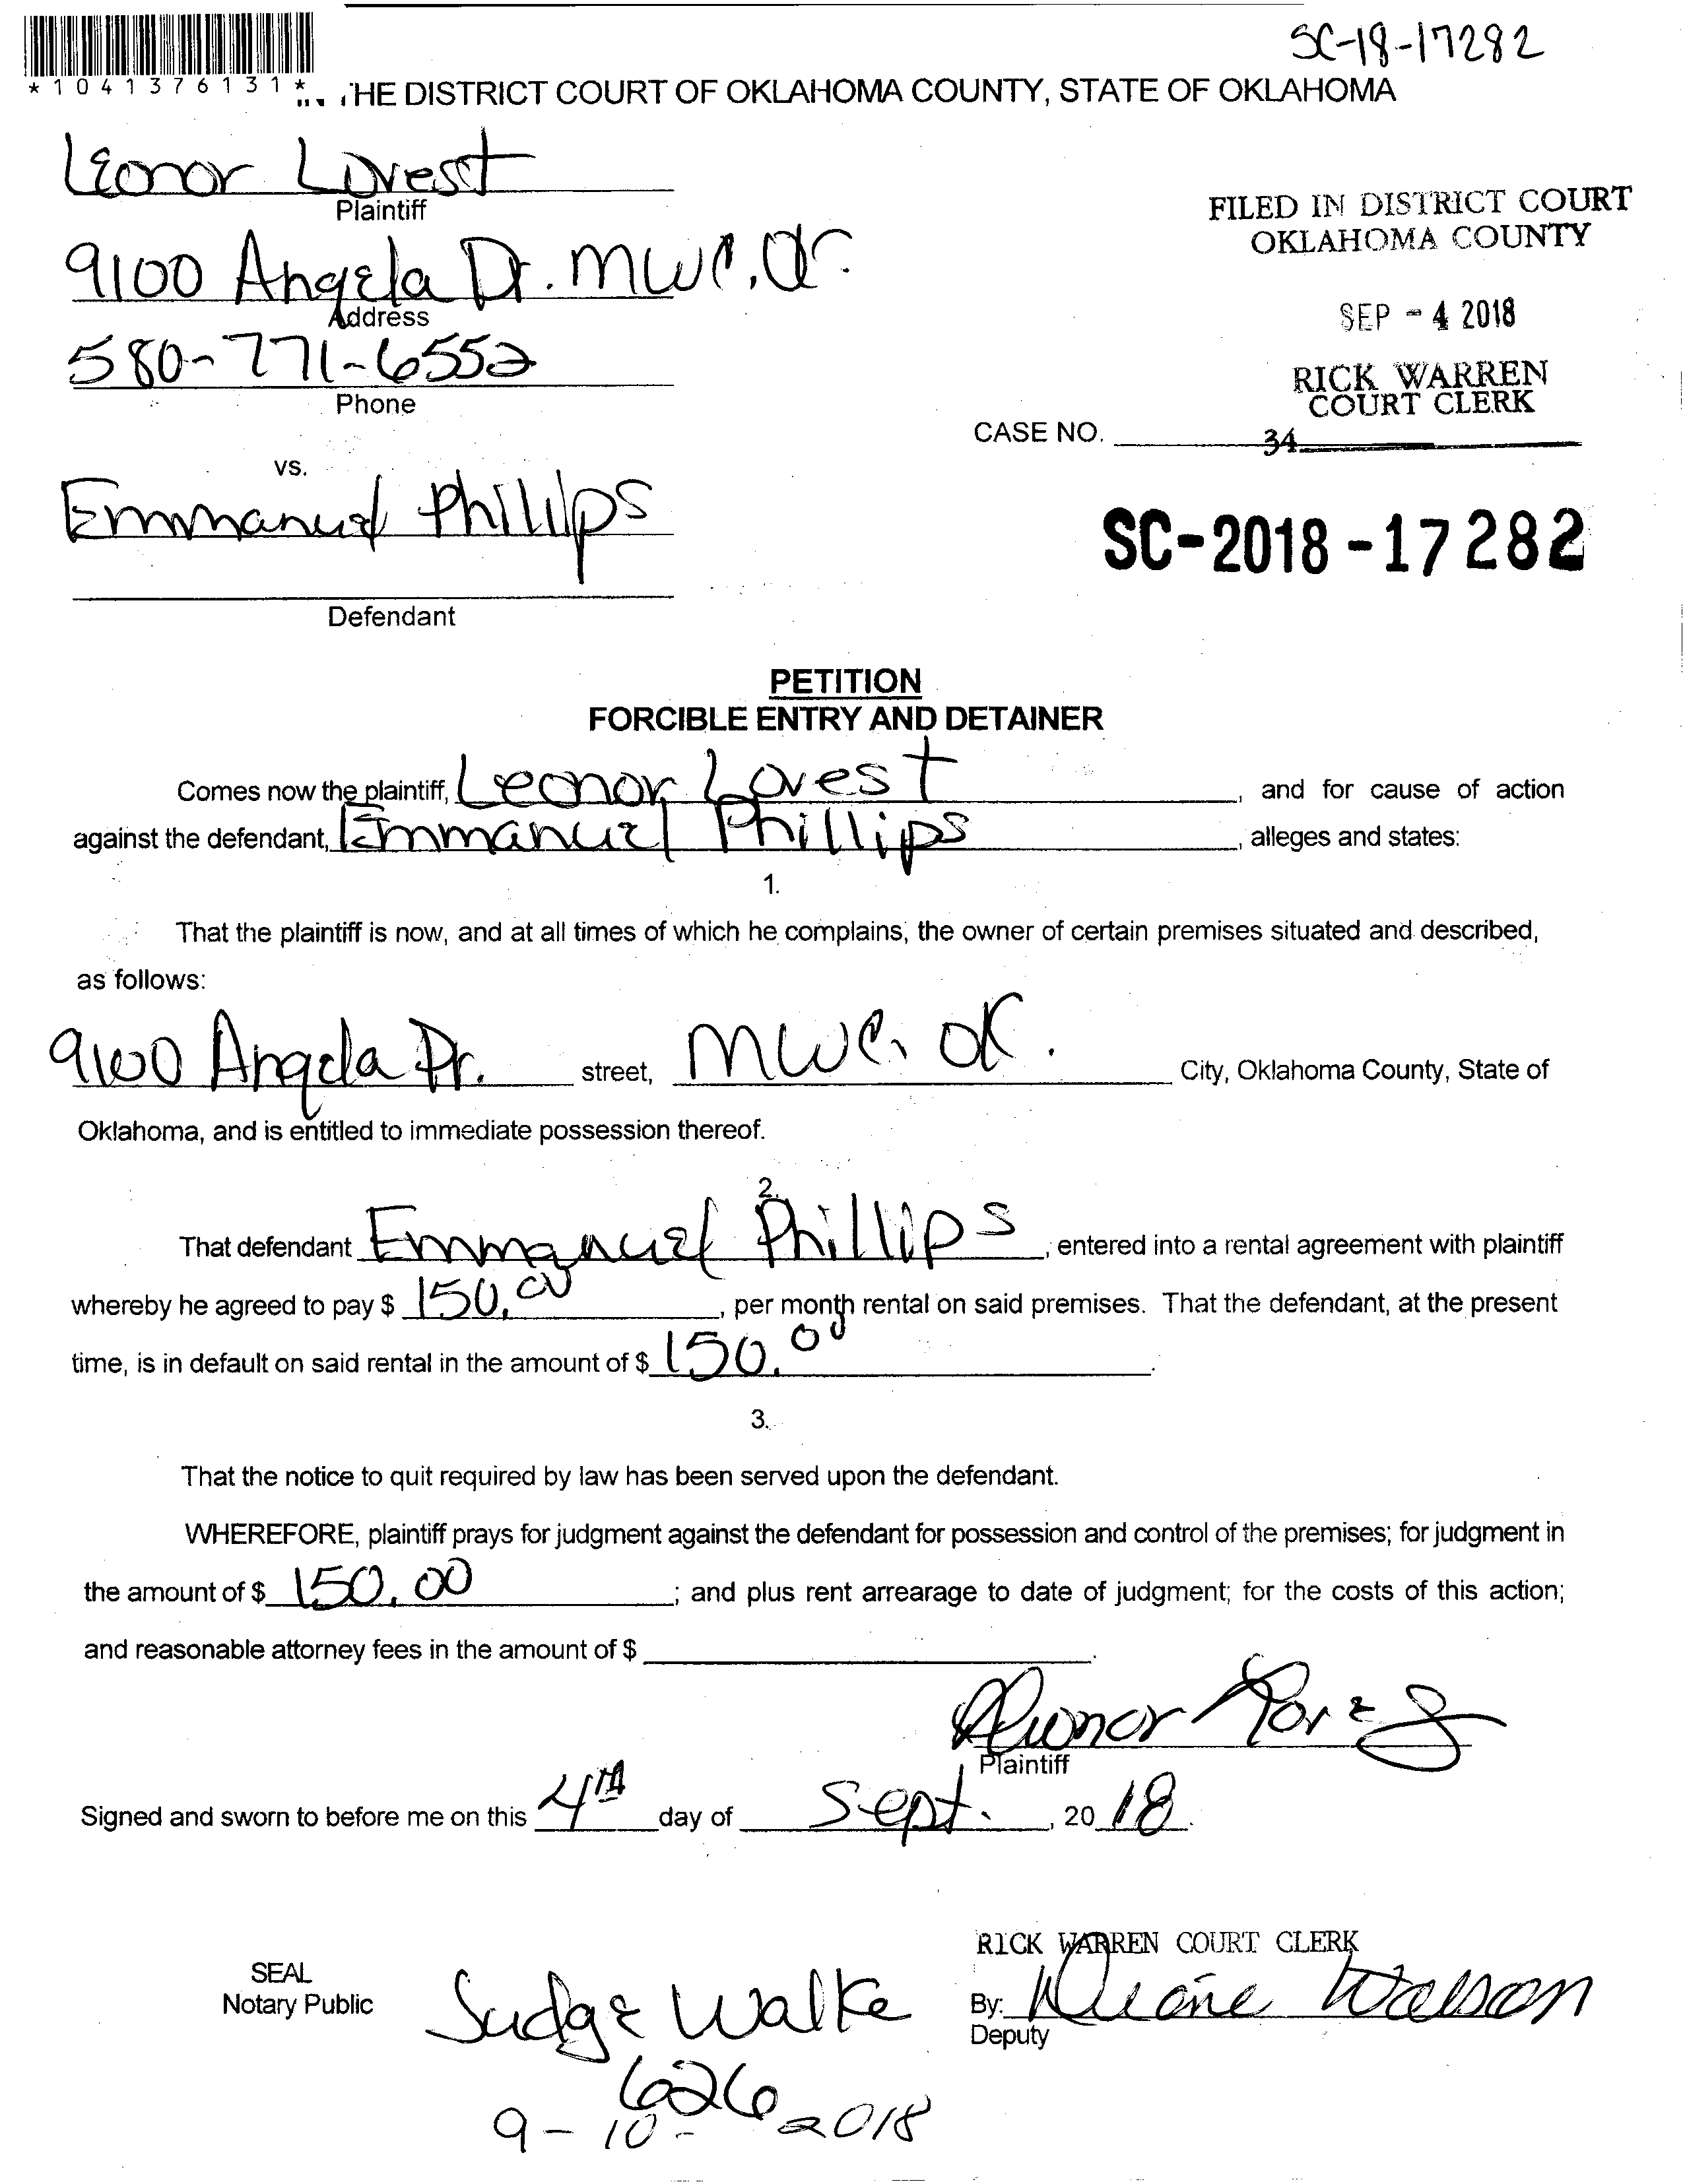 SC-18-17282
*1041376131*
THE DISTRICT COURT OF OKLAHOMA COUNTY, STATE OF OKLAHOMA
Leonor Lovest
Plaintiff
FILED IN DISTRICT COURT
OKLAHOMA COUNTY
9100 Angela Dr. MWC, OK.
Address
SEP - 4 2018
580-771-6552
Phone
RICK WARREN
COURT CLERK
CASE NO.
34
vs.
Emmanuel Phillips
SC-2018-17282
Defendant
PETITION
FORCIBLE ENTRY AND DETAINER
Comes now the plaintiff, Leonor Lovest, and for cause of action
against the defendant, Emmanuel Phillips, alleges and states:
1.
That the plaintiff is now, and at all times of which he complains, the owner of certain premises situated and described,
as follows:
9100 Angela Dr. street, MWC, OK. City, Oklahoma County, State of
Oklahoma, and is entitled to immediate possession thereof.
2.
That defendant Emmanuel Phillips, entered into a rental agreement with plaintiff
whereby he agreed to pay $ 150.00, per month rental on said premises. That the defendant, at the present
time, is in default on said rental in the amount of $ 150.00.
3.
That the notice to quit required by law has been served upon the defendant.
WHEREFORE, plaintiff prays for judgment against the defendant for possession and control of the premises; for judgment in
the amount of $ 150.00; and plus rent arrearage to date of judgment; for the costs of this action;
and reasonable attorney fees in the amount of $ .
Plaintiff
Signed and sworn to before me on this 4th day of Sept., 2018.
RICK WARREN COURT CLERK
SEAL
Notary Public
Judge Walke
By: Diane Watson
Deputy
626
9-10-2018